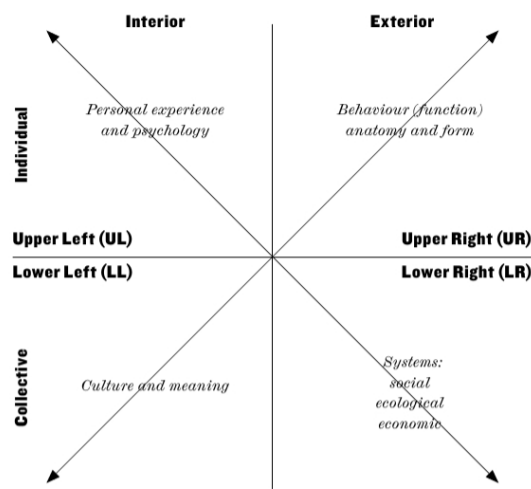 Interior
Exterior
Individual
Personal experience
and psychology
Behaviour (function)
anatomy and form
Upper Left (UL)
Upper Right (UR)
Lower Left (LL)
Lower Right (LR)
Collective
Culture and meaning
Systems:
social
ecological
economic